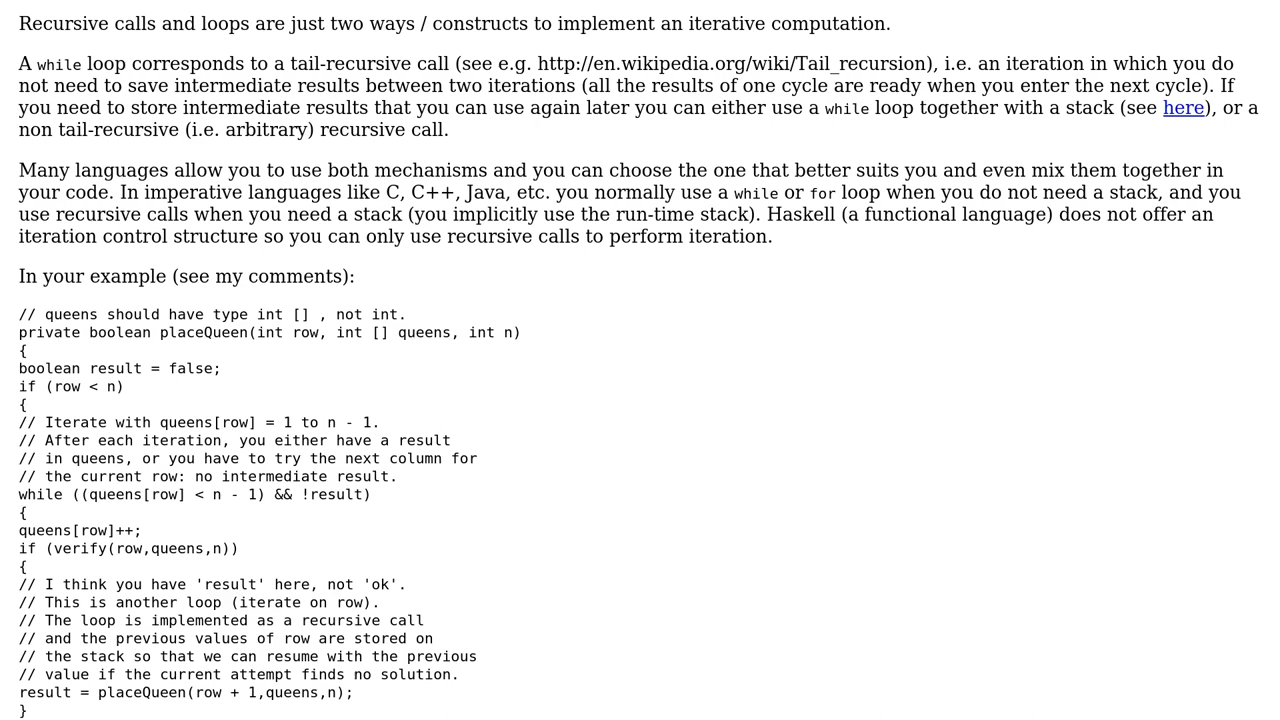 Recursive calls and loops are just two ways / constructs to implement an iterative computation.
A while loop corresponds to a tail-recursive call (see e.g. http://en.wikipedia.org/wiki/Tail_recursion), i.e. an iteration in which you do
not need to save intermediate results between two iterations (all the results of one cycle are ready when you enter the next cycle). If
you need to store intermediate results that you can use again later you can either use a while loop together with a stack (see here), or a
non tail-recursive (i.e. arbitrary) recursive call.
Many languages allow you to use both mechanisms and you can choose the one that better suits you and even mix them together in
your code. In imperative languages like C, C++, Java, etc. you normally use a while or for loop when you do not need a stack, and you
use recursive calls when you need a stack (you implicitly use the run-time stack). Haskell (a functional language) does not offer an
iteration control structure so you can only use recursive calls to perform iteration.
In your example (see my comments):
// queens should have type int [] , not int.
private boolean placeQueen(int row, int [] queens, int n)
{
boolean result = false;
if (row < n)
{
// Iterate with queens[row] = 1 to n - 1.
// After each iteration, you either have a result
// in queens, or you have to try the next column for
// the current row: no intermediate result.
while ((queens[row] < n - 1) && !result)
{
queens[row]++;
if (verify(row,queens,n))
{
// I think you have 'result' here, not 'ok'.
// This is another loop (iterate on row).
// The loop is implemented as a recursive call
// and the previous values of row are stored on
// the stack so that we can resume with the previous
// value if the current attempt finds no solution.
result = placeQueen(row + 1,queens,n);
}